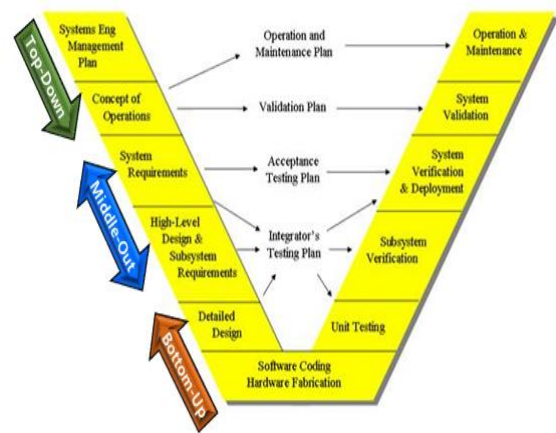 Systems Eng
Management
Plan
Concept of
Operations
System
Requirements
High-Level
Design &
Subsystem
Requirements
Detailed
Design
Software Coding
Hardware Fabrication
Unit Testing
Subsystem
Verification
System
Verification
& Deployment
System
Validation
Operation &
Maintenance
Operation and
Maintenance Plan
Validation Plan
Acceptance
Testing Plan
Integrator's
Testing Plan
Top-Down
Middle-Out
Bottom-Up